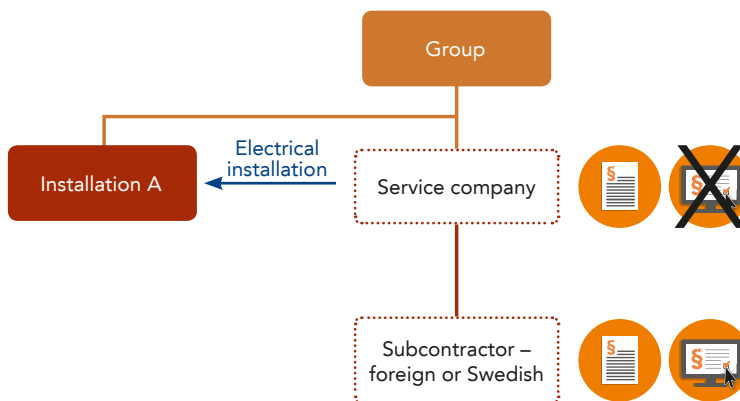 Group
Electrical
installation
Installation A
Service company
§
§
Subcontractor –
foreign or Swedish
§
§